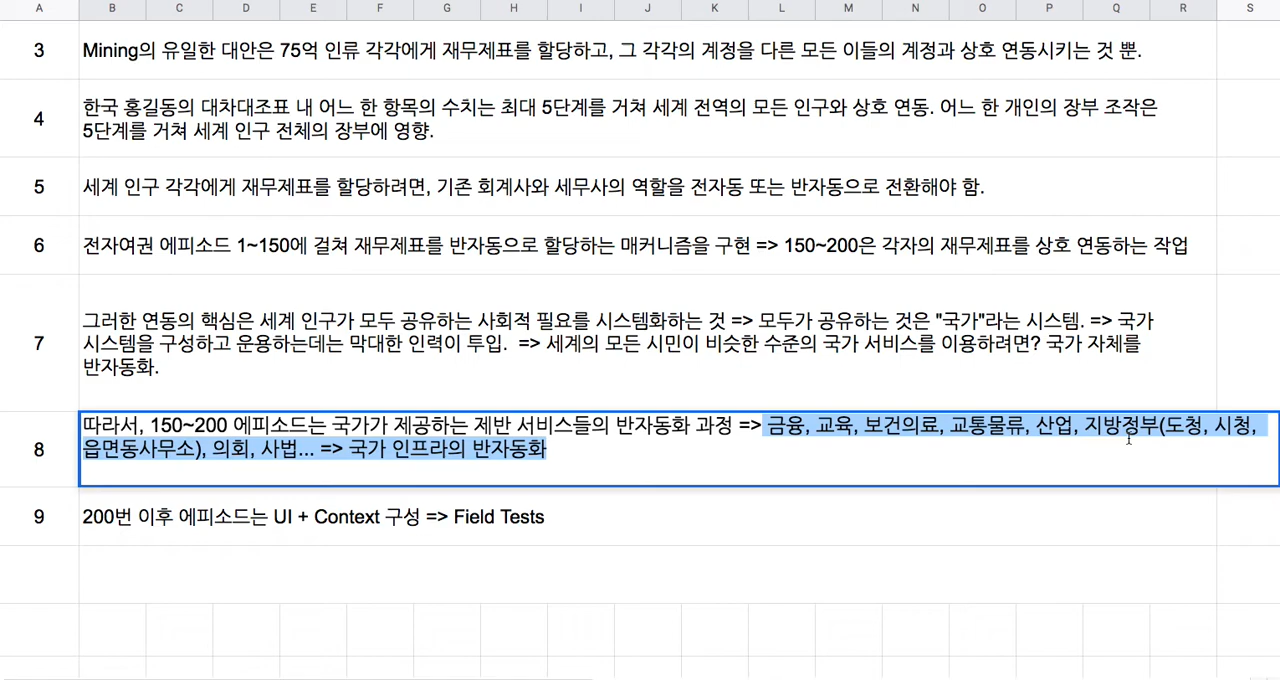 A B C D E F G H I J K L M N O P Q R S
3 Mining의 유일한 대안은 75억 인류 각각에게 재무제표를 할당하고, 그 각각의 계정을 다른 모든 이들의 계정과 상호 연동시키는 것 뿐.
4 한국 홍길동의 대차대조표 내 어느 한 항목의 수치는 최대 5단계를 거쳐 세계 전역의 모든 인구와 상호 연동. 어느 한 개인의 장부 조작은
5단계를 거쳐 세계 인구 전체의 장부에 영향.
5 세계 인구 각각에게 재무제표를 할당하려면, 기존 회계사와 세무사의 역할을 전자동 또는 반자동으로 전환해야 함.
6 전자여권 에피소드 1~150에 걸쳐 재무제표를 반자동으로 할당하는 매커니즘을 구현 => 150~200은 각자의 재무제표를 상호 연동하는 작업
7 그러한 연동의 핵심은 세계 인구가 모두 공유하는 사회적 필요를 시스템화하는 것 => 모두가 공유하는 것은 "국가"라는 시스템. => 국가
시스템을 구성하고 운용하는데는 막대한 인력이 투입. => 세계의 모든 시민이 비슷한 수준의 국가 서비스를 이용하려면? 국가 자체를
반자동화.
8 따라서, 150~200 에피소드는 국가가 제공하는 제반 서비스들의 반자동화 과정 => 금융, 교육, 보건의료, 교통물류, 산업, 지방정부(도청, 시청,
읍면동사무소), 의회, 사법... => 국가 인프라의 반자동화
9 200번 이후 에피소드는 UI + Context 구성 => Field Tests